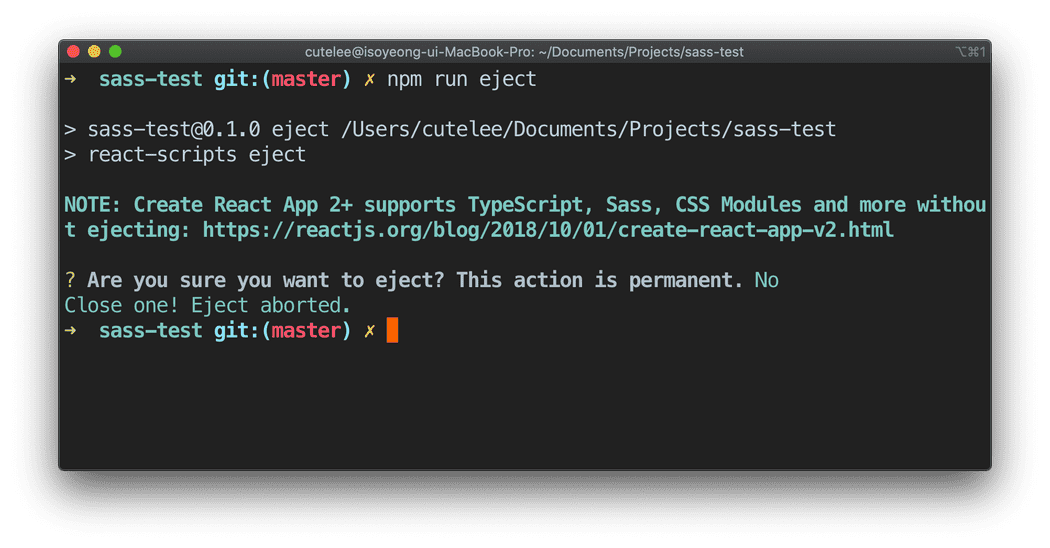 cutelee@isoyeong-ui-MacBook-Pro: ~/Documents/Projects/sass-test ⌥⌘1
➜ sass-test git:(master) ✗ npm run eject
> sass-test@0.1.0 eject /Users/cutelee/Documents/Projects/sass-test
> react-scripts eject
NOTE: Create React App 2+ supports TypeScript, Sass, CSS Modules and more withou
t ejecting: https://reactjs.org/blog/2018/10/01/create-react-app-v2.html
? Are you sure you want to eject? This action is permanent. No
Close one! Eject aborted.
➜ sass-test git:(master) ✗